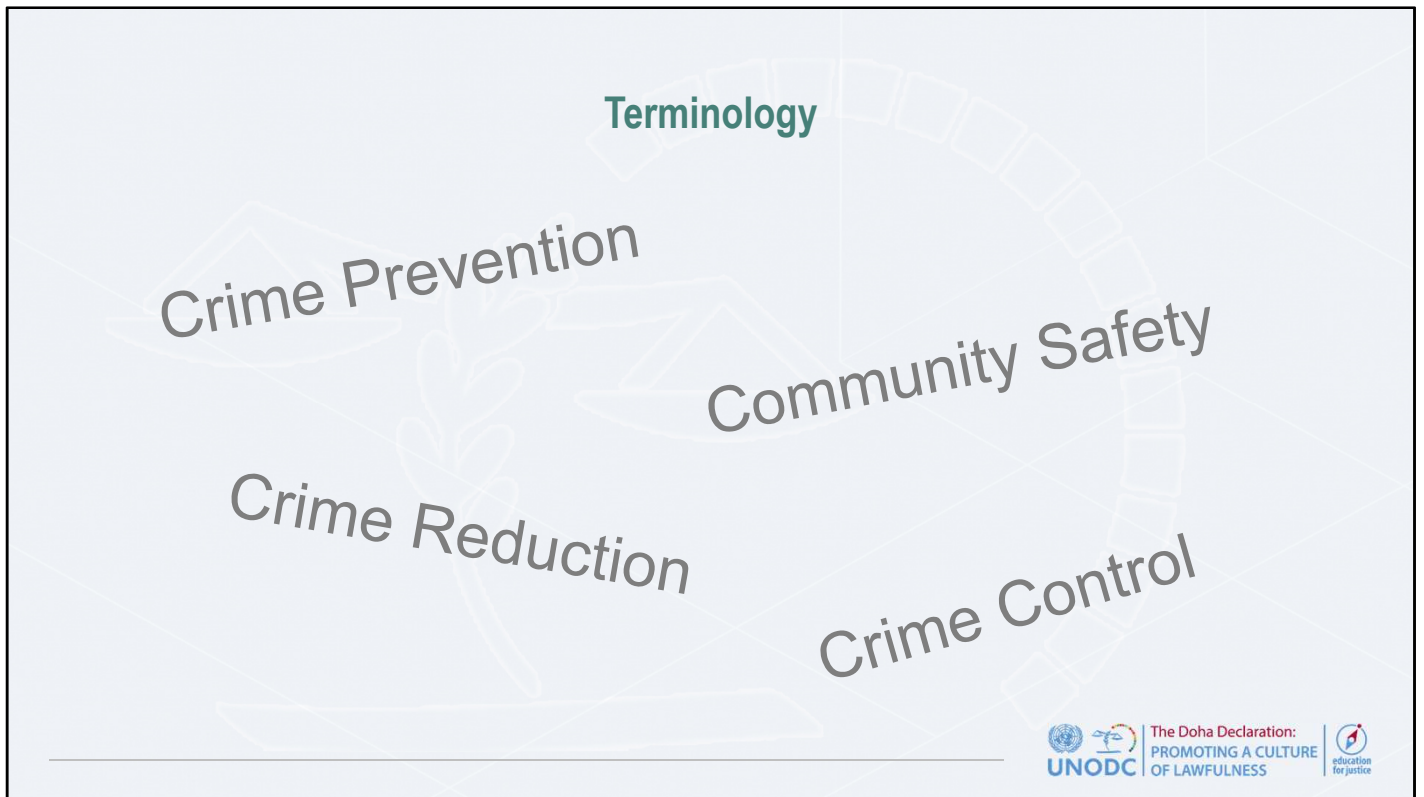 Terminology
Crime Prevention
Community Safety
Crime Reduction
Crime Control
UNODC
The Doha Declaration:
PROMOTING A CULTURE
OF LAWFULNESS
education
for justice